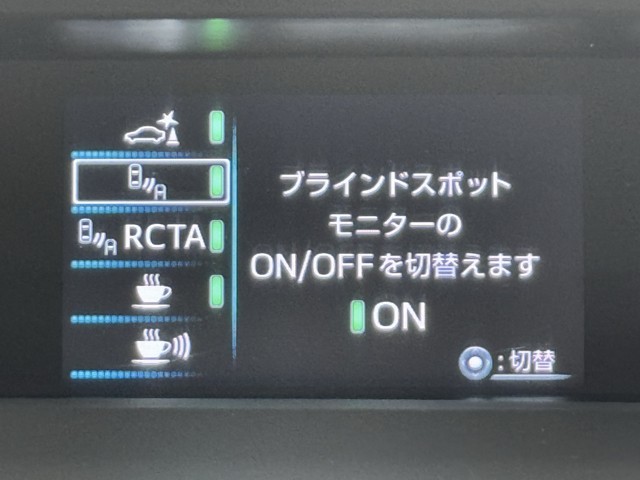 RCTA
ブラインドスポット
モニターの
ON/OFFを切替えます
ON
:切替